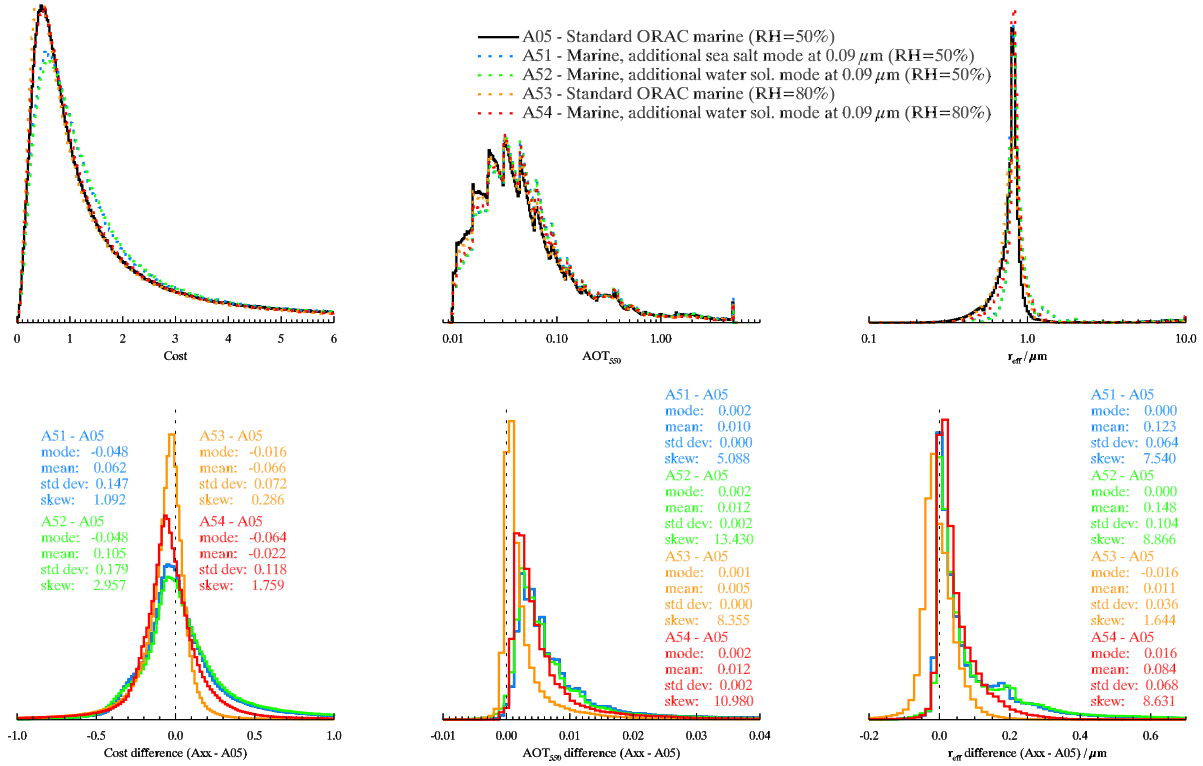 A05 - Standard ORAC marine (RH=50%)
A51 - Marine, additional sea salt mode at 0.09 μm (RH=50%)
A52 - Marine, additional water sol. mode at 0.09 μm (RH=50%)
A53 - Standard ORAC marine (RH=80%)
A54 - Marine, additional water sol. mode at 0.09 μm (RH=80%)
0 1 2 3 4 5 6
Cost
0.01 0.10 1.00
AOT550
0.1 1.0 10.0
reff / μm
A51 - A05
mode: -0.048
mean: 0.062
std dev: 0.147
skew: 1.092
A52 - A05
mode: -0.048
mean: 0.105
std dev: 0.179
skew: 2.957
A53 - A05
mode: -0.016
mean: -0.066
std dev: 0.072
skew: 0.286
A54 - A05
mode: -0.064
mean: -0.022
std dev: 0.118
skew: 1.759
-1.0 -0.5 0.0 0.5 1.0
Cost difference (Axx - A05)
A51 - A05
mode: 0.002
mean: 0.010
std dev: 0.000
skew: 5.088
A52 - A05
mode: 0.002
mean: 0.012
std dev: 0.002
skew: 13.430
A53 - A05
mode: 0.001
mean: 0.005
std dev: 0.000
skew: 8.355
A54 - A05
mode: 0.002
mean: 0.012
std dev: 0.002
skew: 10.980
-0.01 0.00 0.01 0.02 0.03 0.04
AOT550 difference (Axx - A05)
A51 - A05
mode: 0.000
mean: 0.123
std dev: 0.064
skew: 7.540
A52 - A05
mode: 0.000
mean: 0.148
std dev: 0.104
skew: 8.866
A53 - A05
mode: -0.016
mean: 0.011
std dev: 0.036
skew: 1.644
A54 - A05
mode: 0.016
mean: 0.084
std dev: 0.068
skew: 8.631
-0.2 0.0 0.2 0.4 0.6
reff difference (Axx - A05) / μm